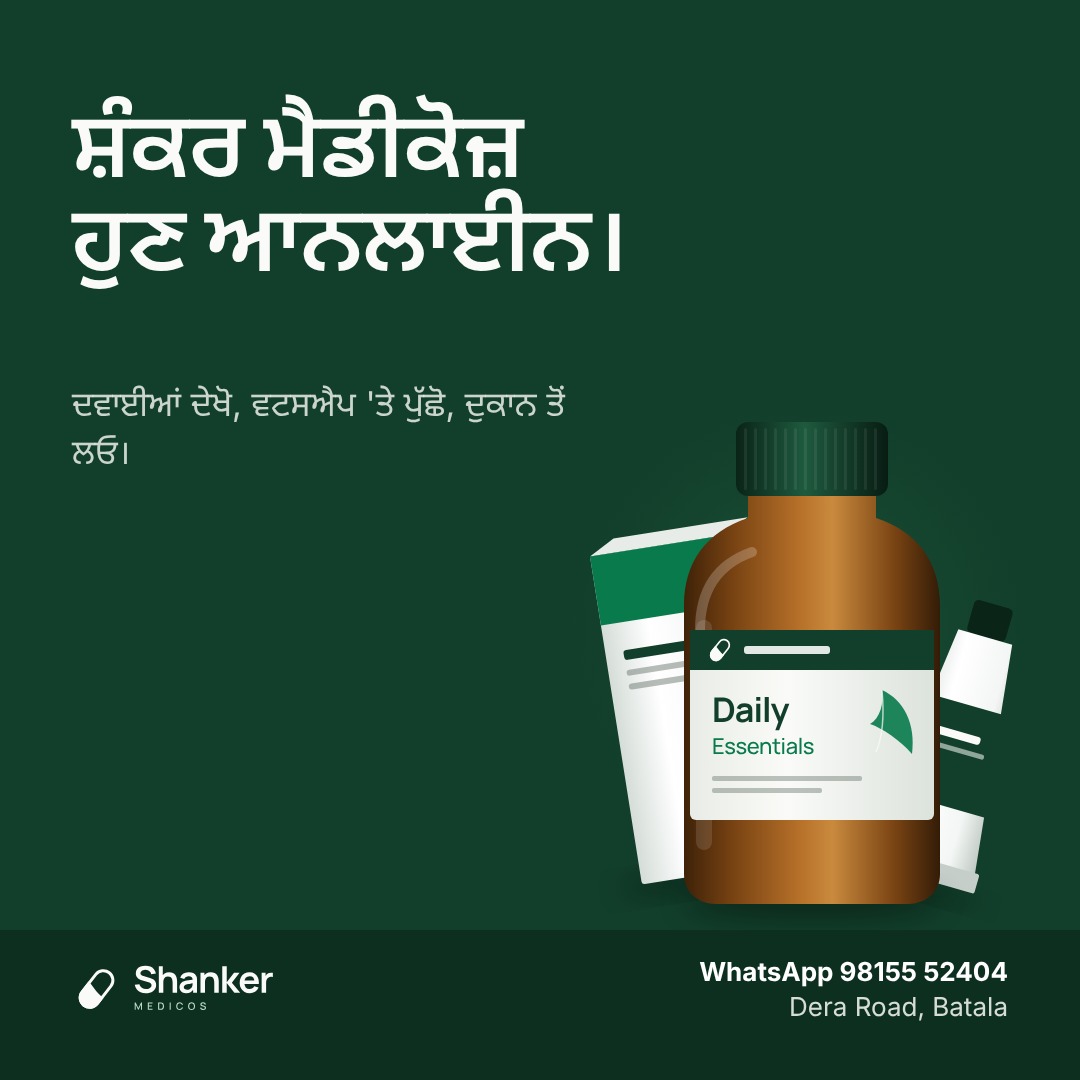 ਸ਼ੰਕਰ ਮੈਡੀਕੋਜ਼
ਹੁਣ ਆਨਲਾਈਨ।
ਦਵਾਈਆਂ ਦੇਖੋ, ਵਟਸਐਪ 'ਤੇ ਪੁੱਛੋ, ਦੁਕਾਨ ਤੋਂ
ਲਓ।
Daily
Essentials
Shanker
MEDICOS
WhatsApp 98155 52404
Dera Road, Batala